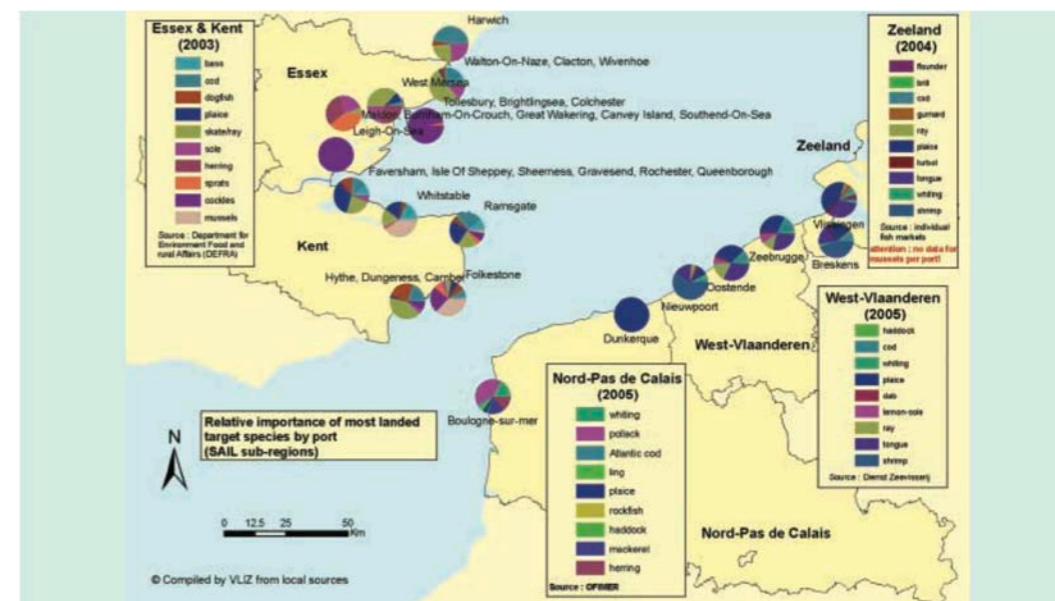 Essex & Kent
(2003)
bass
cod
dogfish
plaice
skate/ray
sole
herring
sprats
cockles
mussels
Source : Department for
Environment Food and
rural Affairs (DEFRA)
Harwich
Walton-On-Naze, Clacton, Wivenhoe
Essex
West Mersea
Tollesbury, Brightlingsea, Colchester
Maldon, Burnham-On-Crouch, Great Wakering, Canvey Island, Southend-On-Sea
Leigh-On-Sea
Faversham, Isle Of Sheppey, Sheerness, Gravesend, Rochester, Queenborough
Whitstable
Ramsgate
Kent
Hythe, Dungeness, Camber
Folkestone
Zeeland
(2004)
flounder
brill
cod
gurnard
ray
plaice
turbot
tongue
whiting
shrimp
Source : individual
fish markets
attention : no data for
mussels per port!
Zeeland
Vlissingen
Breskens
Zeebrugge
Oostende
Nieuwpoort
Dunkerque
West-Vlaanderen
West-Vlaanderen
(2005)
haddock
cod
whiting
plaice
dab
lemon-sole
ray
tongue
shrimp
Source : Dienst Zeevisserij
Nord-Pas de Calais
(2005)
whiting
pollack
Atlantic cod
ling
plaice
rockfish
haddock
mackerel
herring
Source : OFIMER
Boulogne-sur-mer
Nord-Pas de Calais
Relative importance of most landed
target species by port
(SAIL sub-regions)
N
0 12.5 25 50
Km
© Compiled by VLIZ from local sources